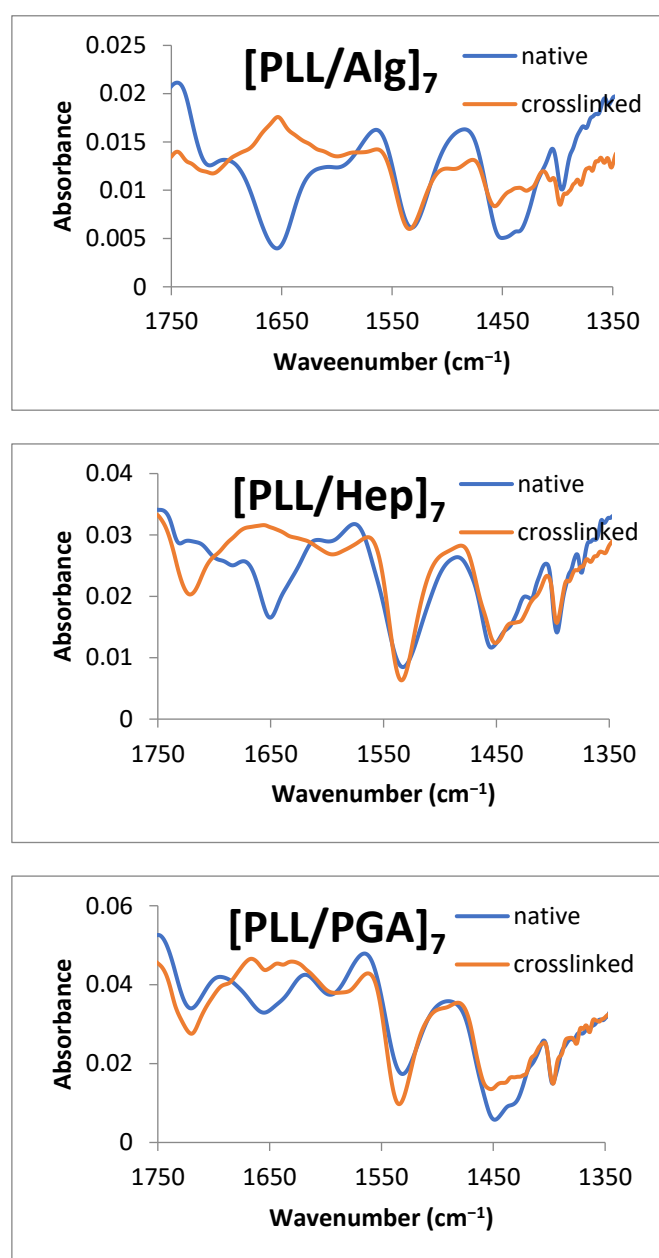 0.025
[PLL/Alg]7
native
0.02
crosslinked
0.015
0.01
0.005
0
Absorbance
1750 1650 1550 1450 1350
Waveenumber (cm⁻¹)
0.04
[PLL/Hep]7
native
0.03
crosslinked
0.02
0.01
0
Absorbance
1750 1650 1550 1450 1350
Wavenumber (cm⁻¹)
0.06
[PLL/PGA]7
native
crosslinked
0.04
0.02
0
Absorbance
1750 1650 1550 1450 1350
Wavenumber (cm⁻¹)